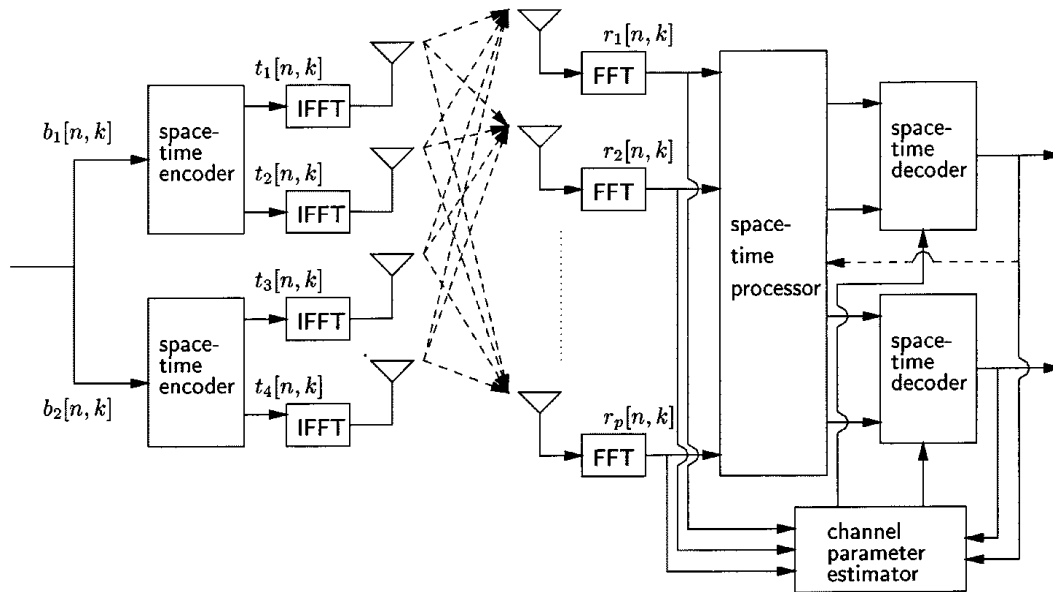 b₁[n, k]
b₂[n, k]
space-
time
encoder
space-
time
encoder
t₁[n, k]
IFFT
t₂[n, k]
IFFT
t₃[n, k]
IFFT
t₄[n, k]
IFFT
r₁[n, k]
FFT
r₂[n, k]
FFT
rₚ[n, k]
FFT
space-
time
processor
space-
time
decoder
space-
time
decoder
channel
parameter
estimator